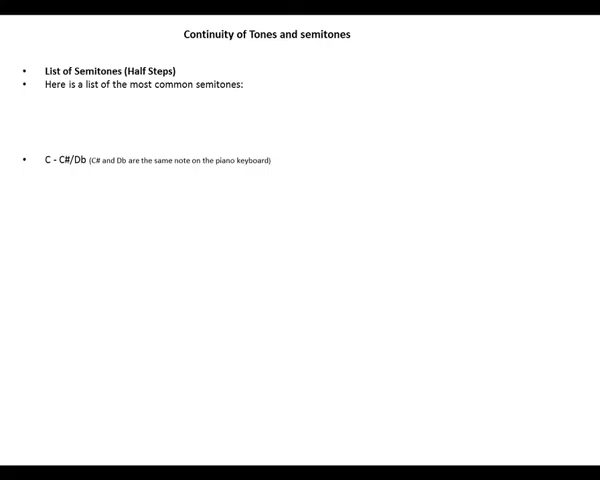 Continuity of Tones and semitones
• List of Semitones (Half Steps)
• Here is a list of the most common semitones:
• C - C#/Db (C# and Db are the same note on the piano keyboard)